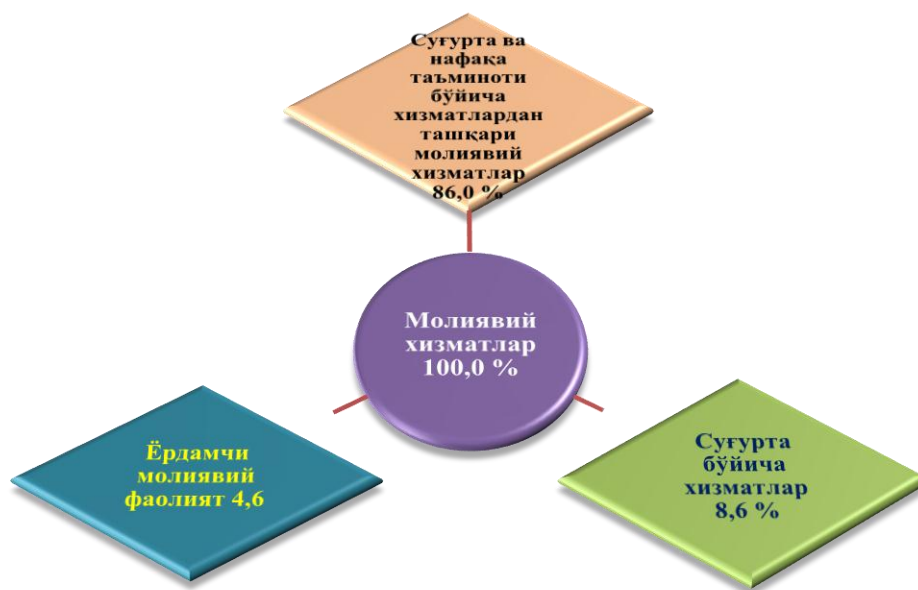 Суғурта ва
нафақа
таъминоти
бўйича
хизматлардан
ташқари
молиявий
хизматлар
86,0 %
Молиявий
хизматлар
100,0 %
Ёрдамчи
молиявий
фаолият 4,6
Суғурта
бўйича
хизматлар
8,6 %